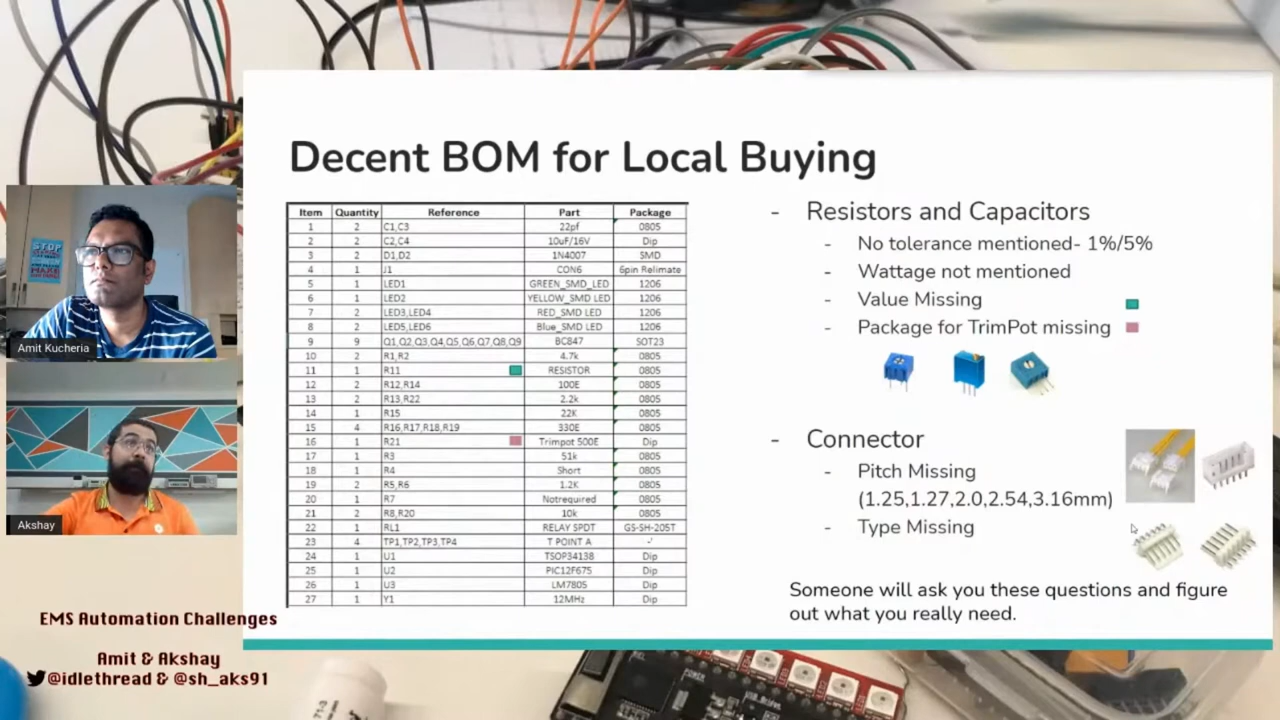 Decent BOM for Local Buying
Item Quantity Reference Part Package
1 2 C1,C3 22pf 0805
2 2 C2,C4 10uF/16V Dip
3 2 D1,D2 1N4007 SMD
4 1 J1 CON6 6pin Relimate
5 1 LED1 GREEN_SMD_LED 1206
6 1 LED2 YELLOW_SMD LED 1206
7 2 LED3,LED4 RED_SMD LED 1206
8 2 LED5,LED6 Blue_SMD LED 1206
9 9 Q1,Q2,Q3,Q4,Q5,Q6,Q7,Q8,Q9 BC847 SOT23
10 2 R1,R2 4.7k 0805
11 1 R11 RESISTOR 0805
12 2 R12,R14 100E 0805
13 2 R13,R22 2.2k 0805
14 1 R15 22K 0805
15 4 R16,R17,R18,R19 330E 0805
16 1 R21 Trimpot 500E Dip
17 1 R3 51k 0805
18 1 R4 Short 0805
19 2 R5,R6 1.2K 0805
20 1 R7 Notrequired 0805
21 2 R8,R20 10k 0805
22 1 RL1 RELAY SPDT GS-SH-205T
23 4 TP1,TP2,TP3,TP4 T POINT A -'
24 1 U1 TSOP34138 Dip
25 1 U2 PIC12F675 Dip
26 1 U3 LM7805 Dip
27 1 Y1 12MHz Dip
- Resistors and Capacitors
- No tolerance mentioned- 1%/5%
- Wattage not mentioned
- Value Missing
- Package for TrimPot missing
- Connector
- Pitch Missing
(1.25,1.27,2.0,2.54,3.16mm)
- Type Missing
Someone will ask you these questions and figure
out what you really need.
STOP
Amit Kucheria
Akshay
EMS Automation Challenges
Amit & Akshay
@idlethread & @sh_aks91
POWER